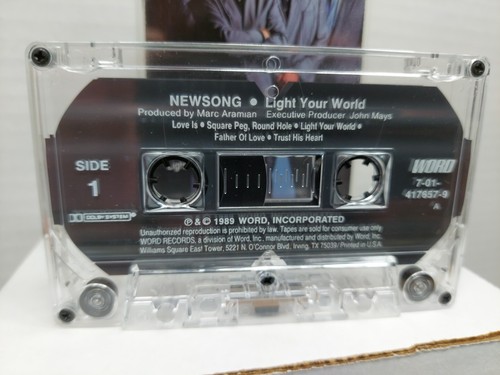 NEWSONG • Light Your World
Produced by Marc Aramian Executive Producer John Mays
Love Is • Square Peg, Round Hole • Light Your World •
Father Of Love • Trust His Heart
SIDE
1
WORD
7-01-
417657-9
A
DOLBY SYSTEM
℗ & © 1989 WORD, INCORPORATED
Unauthorized reproduction is prohibited by law. Tapes are sold for consumer use only.
WORD RECORDS, a division of Word, Inc., manufactured and distributed by Word, Inc.
Williams Square East Tower, 5221 N. O'Connor Blvd., Irving, TX 75039/Printed in U.S.A.